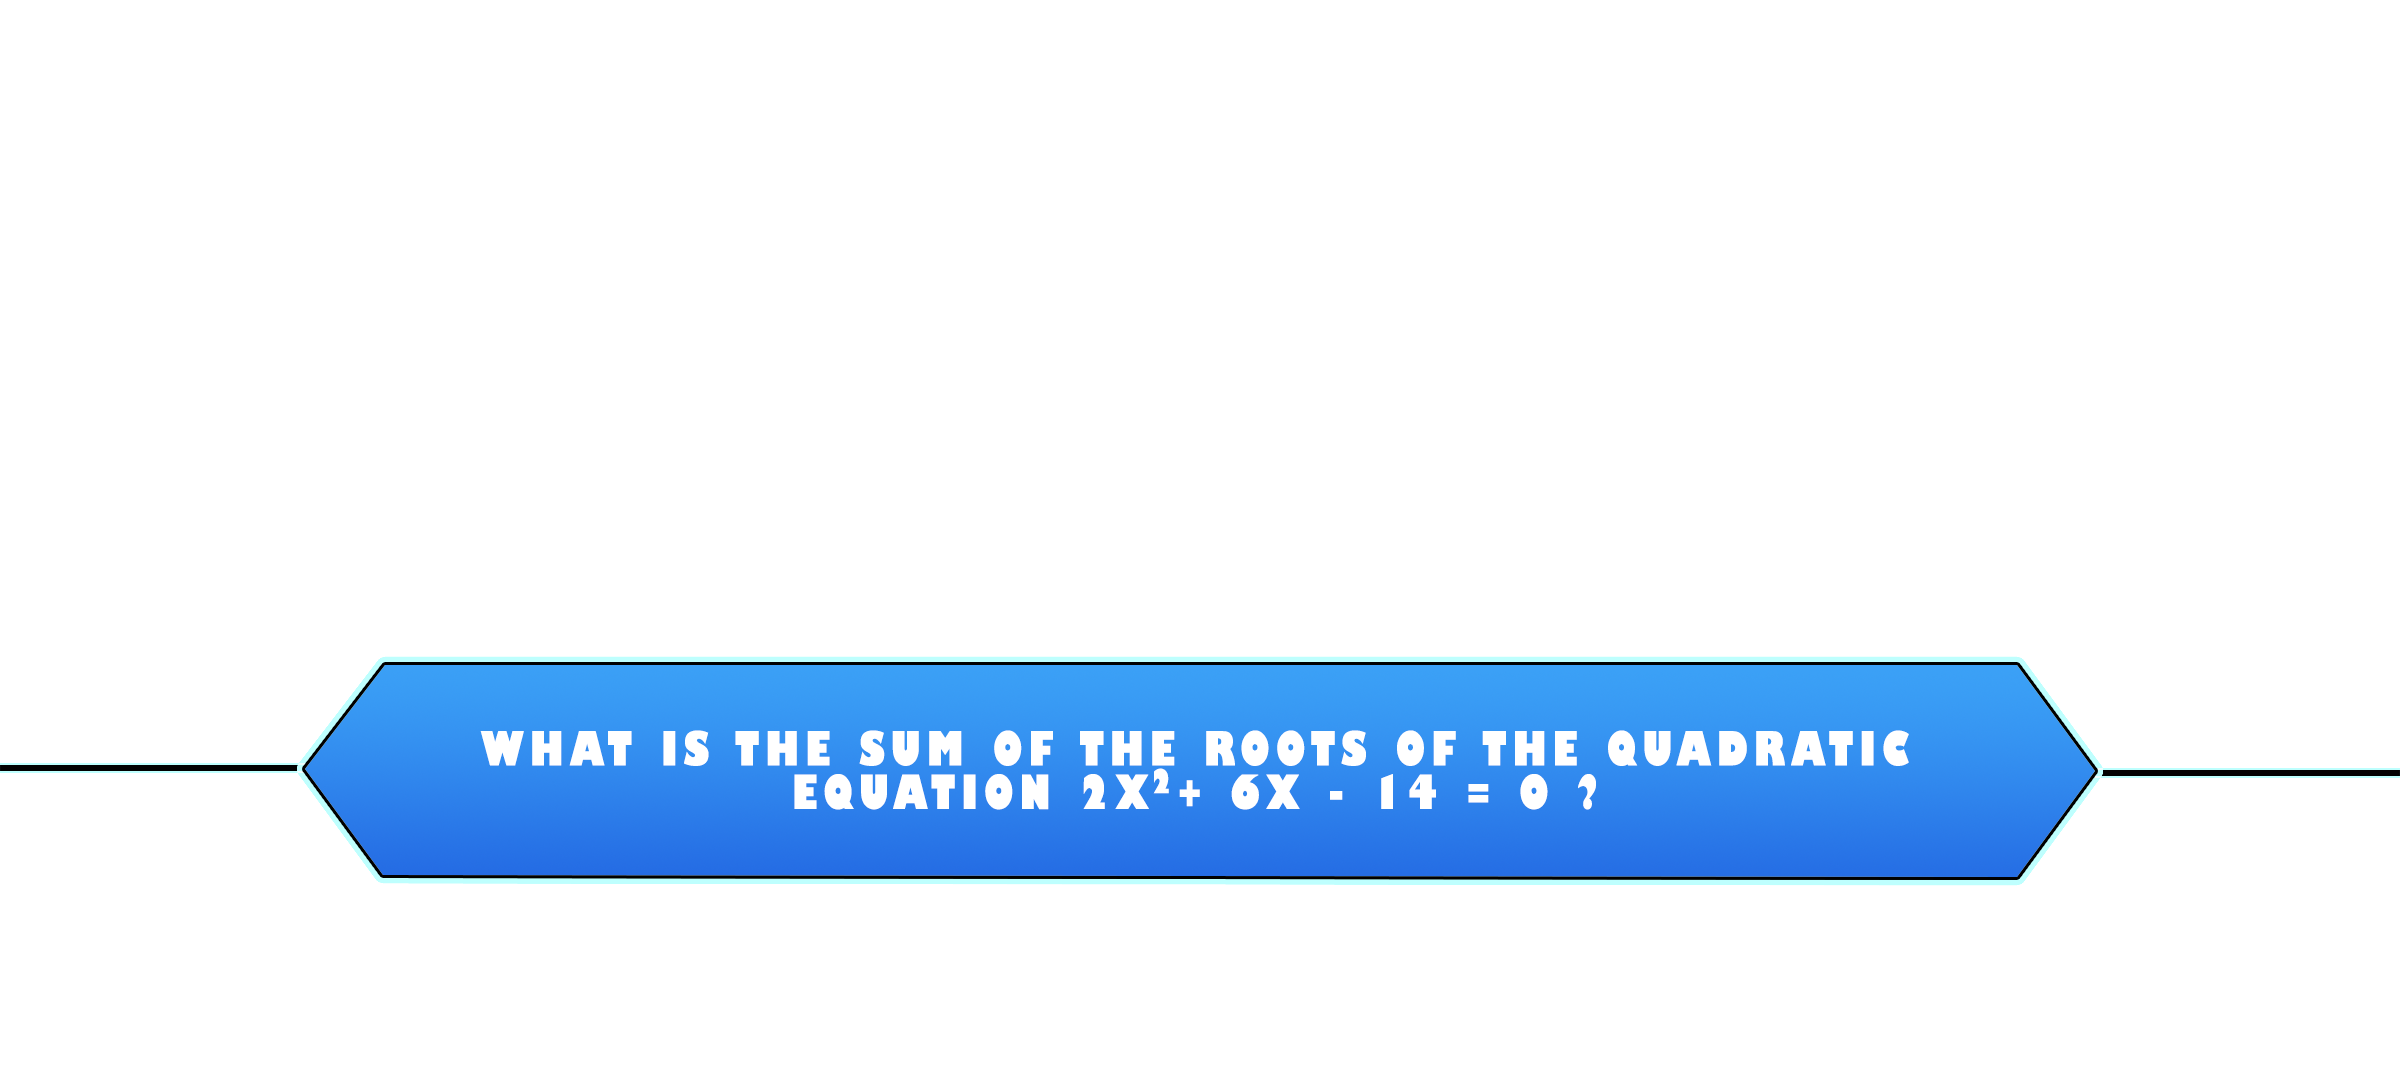 WHAT IS THE SUM OF THE ROOTS OF THE QUADRATIC
EQUATION 2X²+ 6X - 14 = 0 ?